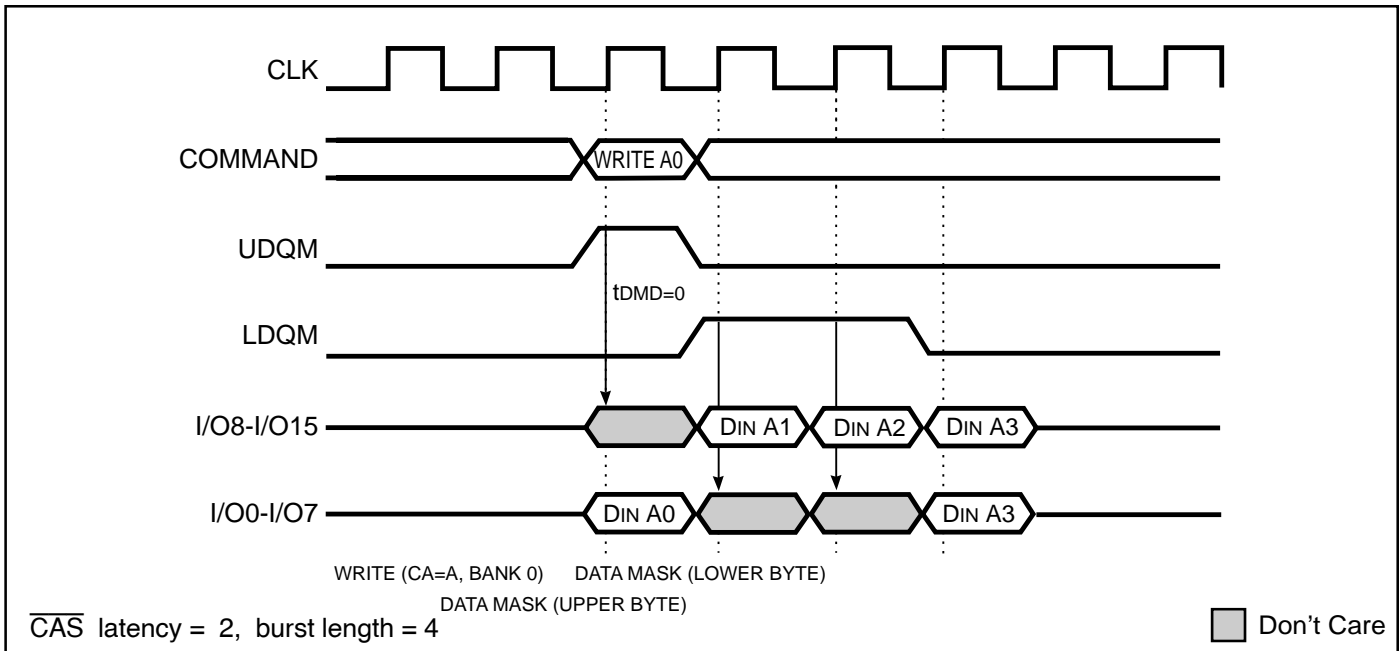 CLK
COMMAND
WRITE A0
UDQM
tDMD=0
LDQM
I/O8-I/O15
DIN A1
DIN A2
DIN A3
I/O0-I/O7
DIN A0
DIN A3
WRITE (CA=A, BANK 0) DATA MASK (LOWER BYTE)
DATA MASK (UPPER BYTE)
CAS latency = 2, burst length = 4
Don't Care